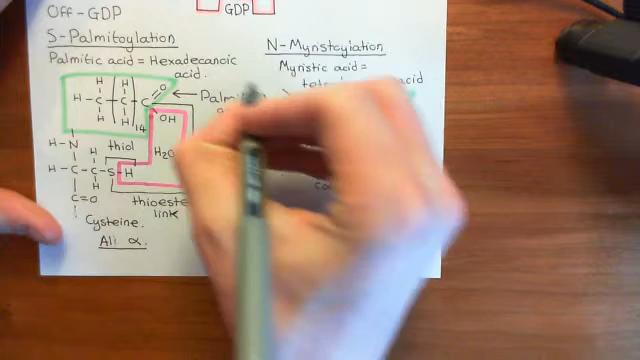 Off-GDP
GDP
S-Palmitoylation
Palmitic acid = Hexadecanoic
acid.
H H O
H-C-C-C
H H OH
14
H-N H thiol
H2O
H-C-C-S-H
H
C=O thioest
link
Cysteine.
All α.
N-Myristoylation
Myristic acid =
acid